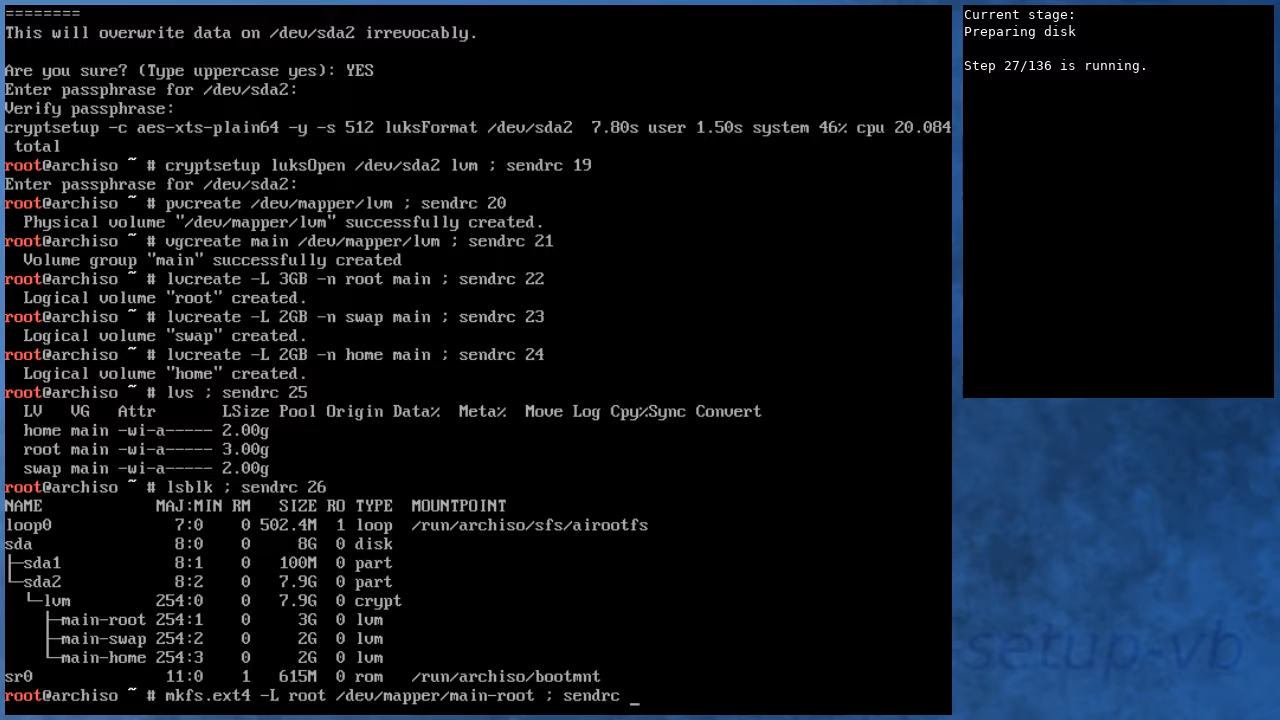 ========
This will overwrite data on /dev/sda2 irrevocably.
Are you sure? (Type uppercase yes): YES
Enter passphrase for /dev/sda2:
Verify passphrase:
cryptsetup -c aes-xts-plain64 -y -s 512 luksFormat /dev/sda2  7.80s user 1.50s system 46% cpu 20.084
 total
root@archiso ~ # cryptsetup luksOpen /dev/sda2 lvm ; sendrc 19
Enter passphrase for /dev/sda2:
root@archiso ~ # pvcreate /dev/mapper/lvm ; sendrc 20
  Physical volume "/dev/mapper/lvm" successfully created.
root@archiso ~ # vgcreate main /dev/mapper/lvm ; sendrc 21
  Volume group "main" successfully created
root@archiso ~ # lvcreate -L 3GB -n root main ; sendrc 22
  Logical volume "root" created.
root@archiso ~ # lvcreate -L 2GB -n swap main ; sendrc 23
  Logical volume "swap" created.
root@archiso ~ # lvcreate -L 2GB -n home main ; sendrc 24
  Logical volume "home" created.
root@archiso ~ # lvs ; sendrc 25
  LV   VG   Attr       LSize Pool Origin Data%  Meta%  Move Log Cpy%Sync Convert
  home main -wi-a----- 2.00g
  root main -wi-a----- 3.00g
  swap main -wi-a----- 2.00g
root@archiso ~ # lsblk ; sendrc 26
NAME            MAJ:MIN RM   SIZE RO TYPE  MOUNTPOINT
loop0             7:0    0 502.4M  1 loop  /run/archiso/sfs/airootfs
sda               8:0    0     8G  0 disk
├─sda1            8:1    0   100M  0 part
└─sda2            8:2    0   7.9G  0 part
  └─lvm         254:0    0   7.9G  0 crypt
    ├─main-root 254:1    0     3G  0 lvm
    ├─main-swap 254:2    0     2G  0 lvm
    └─main-home 254:3    0     2G  0 lvm
sr0              11:0    1   615M  0 rom   /run/archiso/bootmnt
root@archiso ~ # mkfs.ext4 -L root /dev/mapper/main-root ; sendrc _
Current stage:
Preparing disk
Step 27/136 is running.
setup-vb